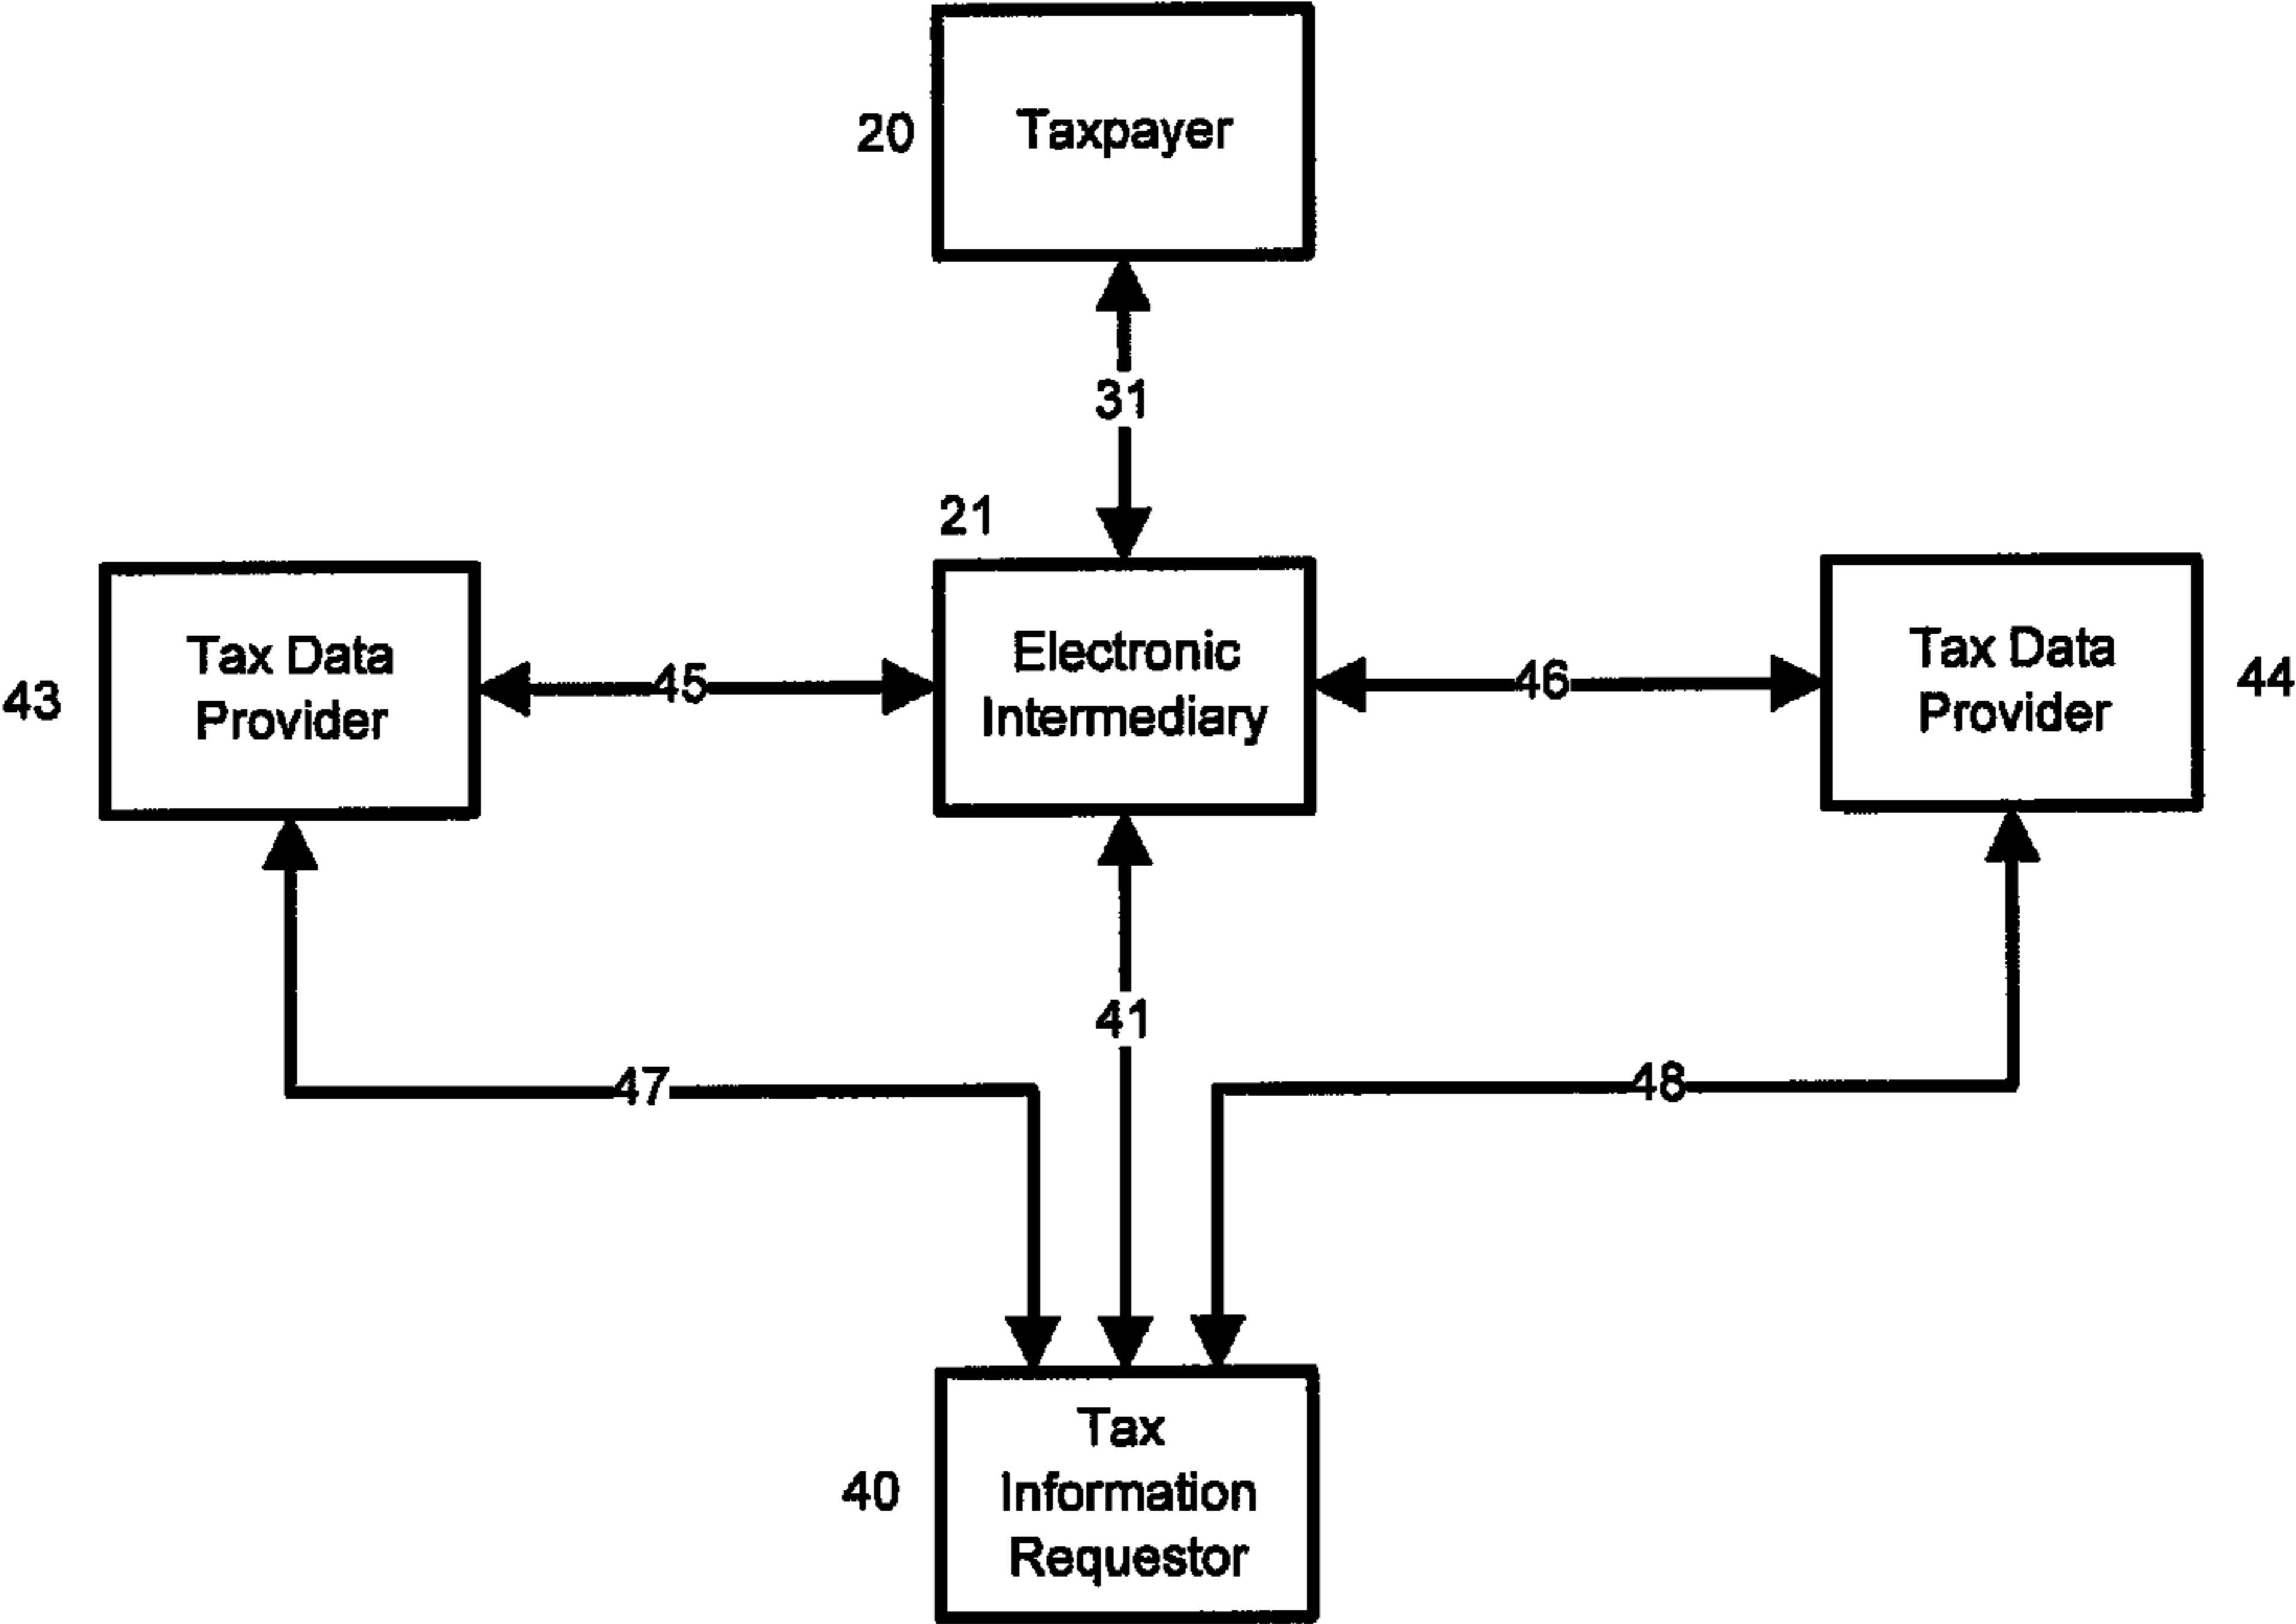 20
Taxpayer
31
21
43
Tax Data
Provider
45
Electronic
Intermediary
46
Tax Data
Provider
44
41
47
48
40
Tax
Information
Requestor